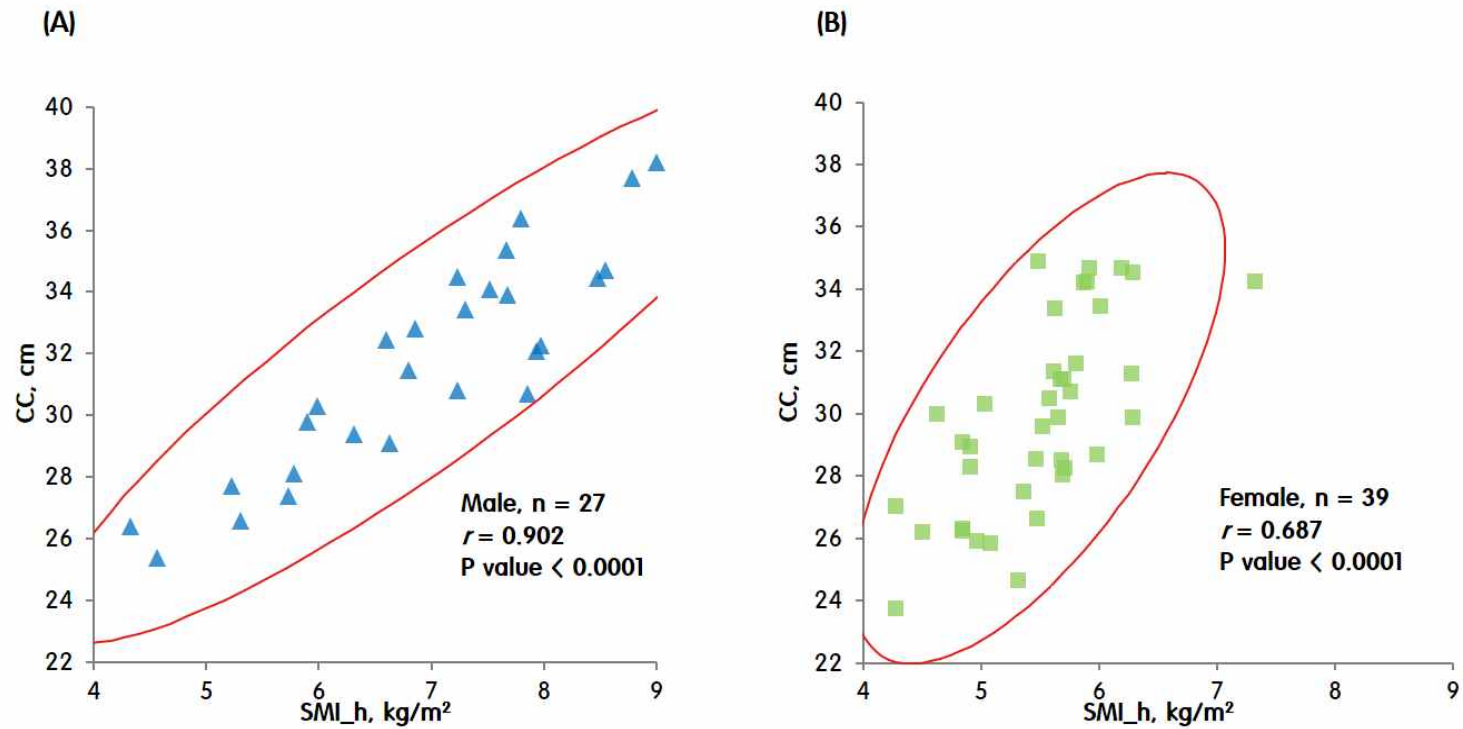 (A)
40
38
36
34
32
30
28
26
24
22
CC, cm
4 5 6 7 8 9
SMI_h, kg/m²
Male, n = 27
r = 0.902
P value < 0.0001
(B)
40
38
36
34
32
30
28
26
24
22
CC, cm
4 5 6 7 8 9
SMI_h, kg/m²
Female, n = 39
r = 0.687
P value < 0.0001